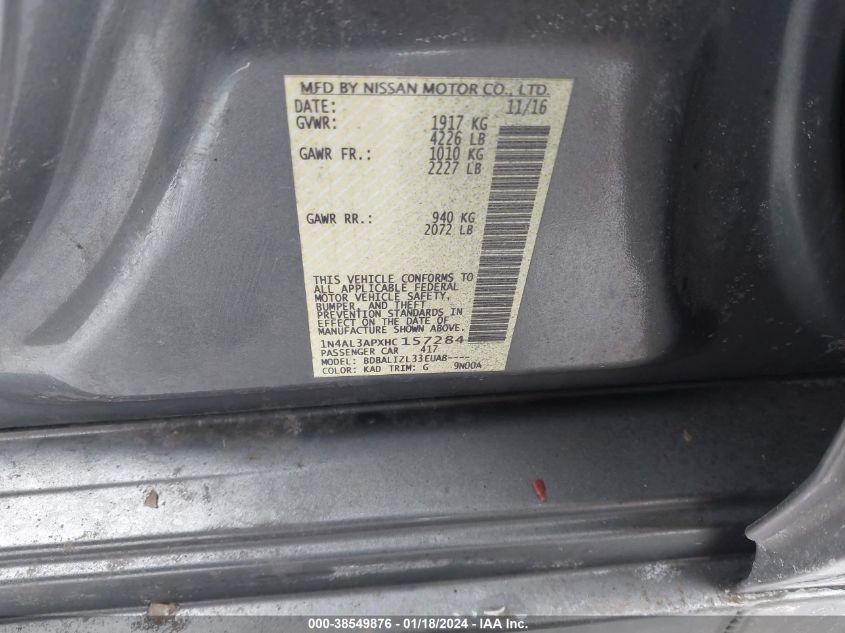 MFD BY NISSAN MOTOR CO., LTD.
DATE: 11/16
GVWR: 1917 KG
4226 LB
GAWR FR.: 1010 KG
2227 LB
GAWR RR.: 940 KG
2072 LB
THIS VEHICLE CONFORMS TO
ALL APPLICABLE FEDERAL
MOTOR VEHICLE SAFETY,
BUMPER, AND THEFT
PREVENTION STANDARDS IN
EFFECT ON THE DATE OF
MANUFACTURE SHOWN ABOVE.
1N4AL3APXHC157284
PASSENGER CAR 417
MODEL: BDBALIZL33EUAB----
COLOR: KAD TRIM: G 9N00A
000-38549876 - 01/18/2024 - IAA Inc.